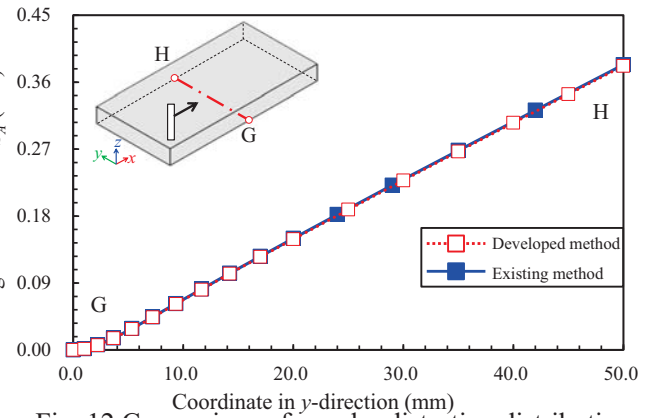 0.45
0.36
0.27
0.18
0.09
0.00
H
G
z
y
x
H
G
Developed method
Existing method
0.0 10.0 20.0 30.0 40.0 50.0
Coordinate in y-direction (mm)